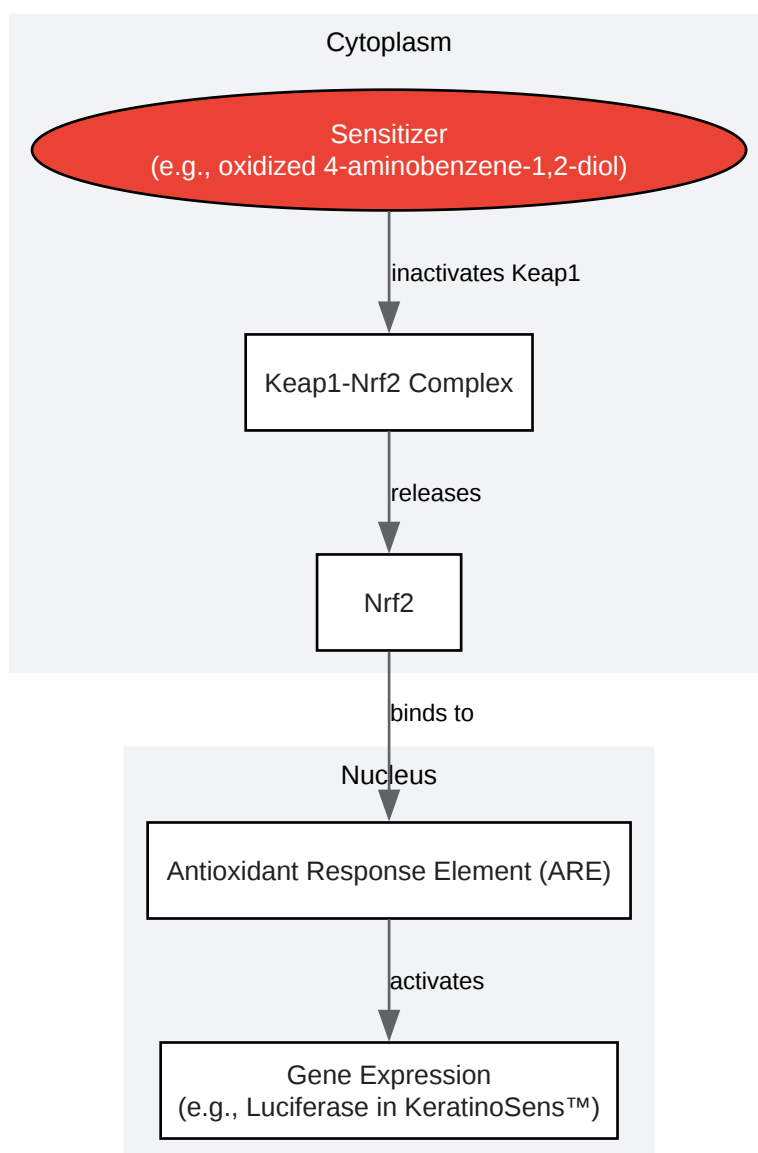 Cytoplasm
Sensitizer
(e.g., oxidized 4-aminobenzene-1,2-diol)
inactivates Keap1
Keap1-Nrf2 Complex
releases
Nrf2
binds to
Nucleus
Antioxidant Response Element (ARE)
activates
Gene Expression
(e.g., Luciferase in KeratinoSens™)